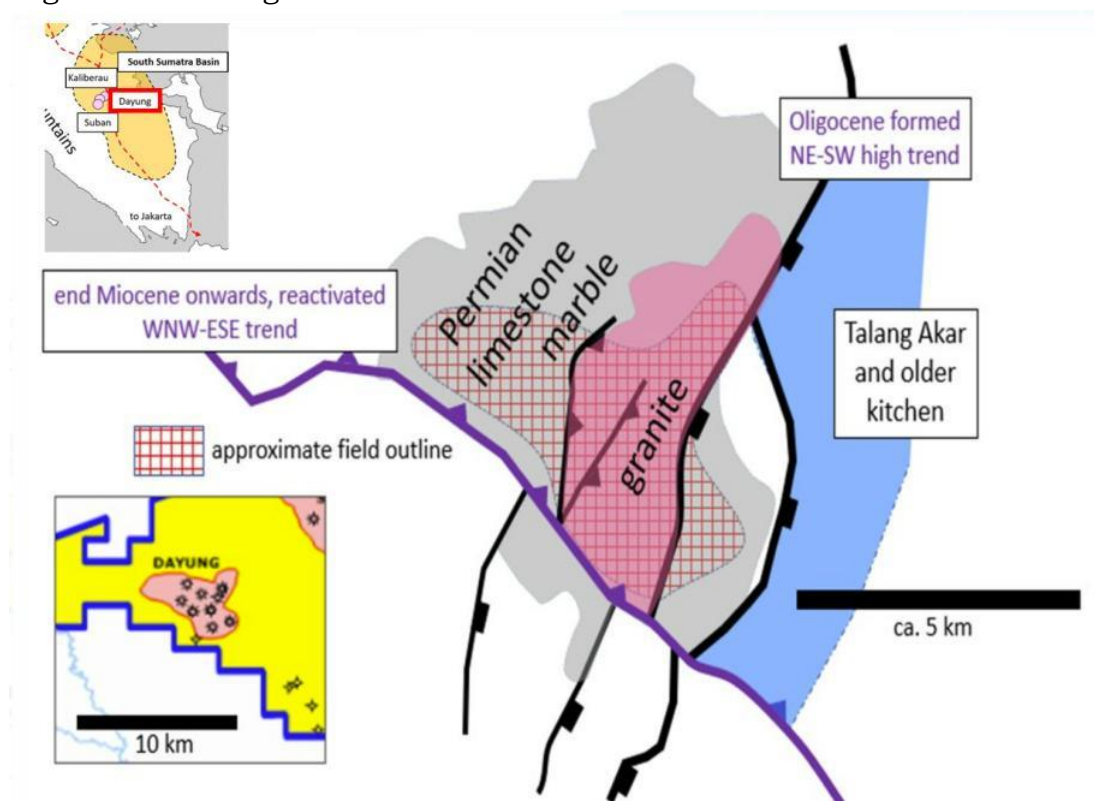 South Sumatra Basin
Kaliberau
Dayung
Suban
to Jakarta
Oligocene formed
NE-SW high trend
end Miocene onwards, reactivated
WNW-ESE trend
Permian
limestone
marble
granite
Talang Akar
and older
kitchen
approximate field outline
DAYUNG
10 km
ca. 5 km